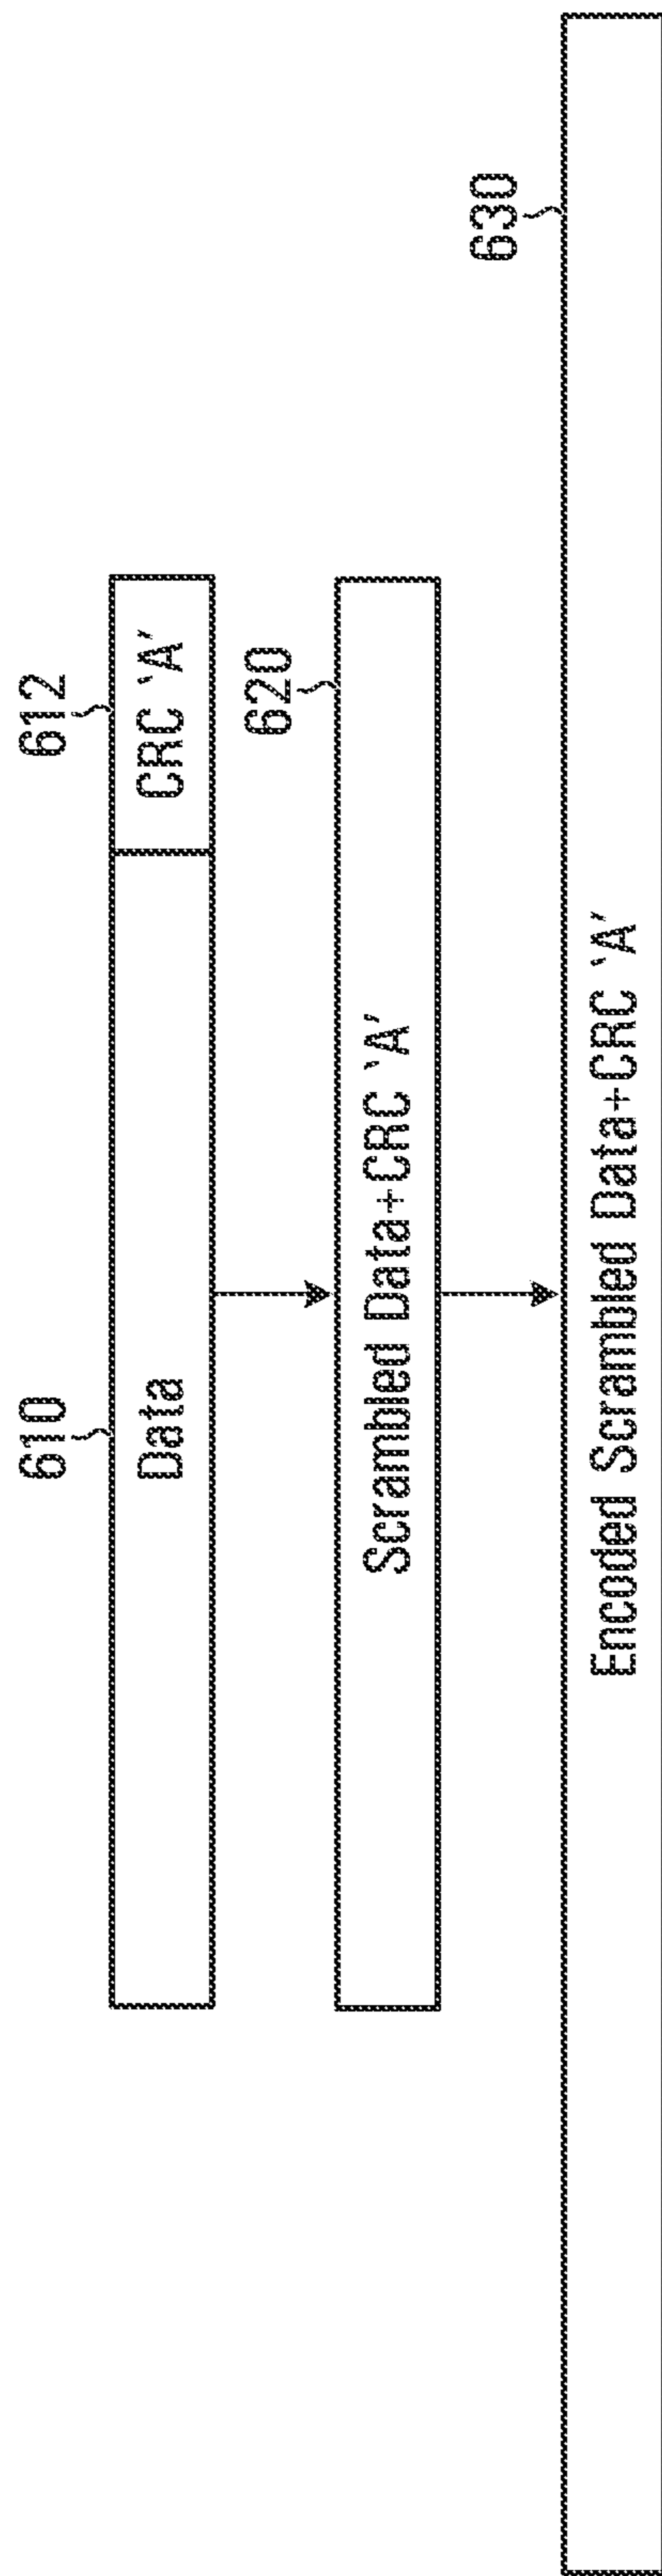 610
612
Data
CRC 'A'
620
Scrambled Data+CRC 'A'
630
Encoded Scrambled Data+CRC 'A'